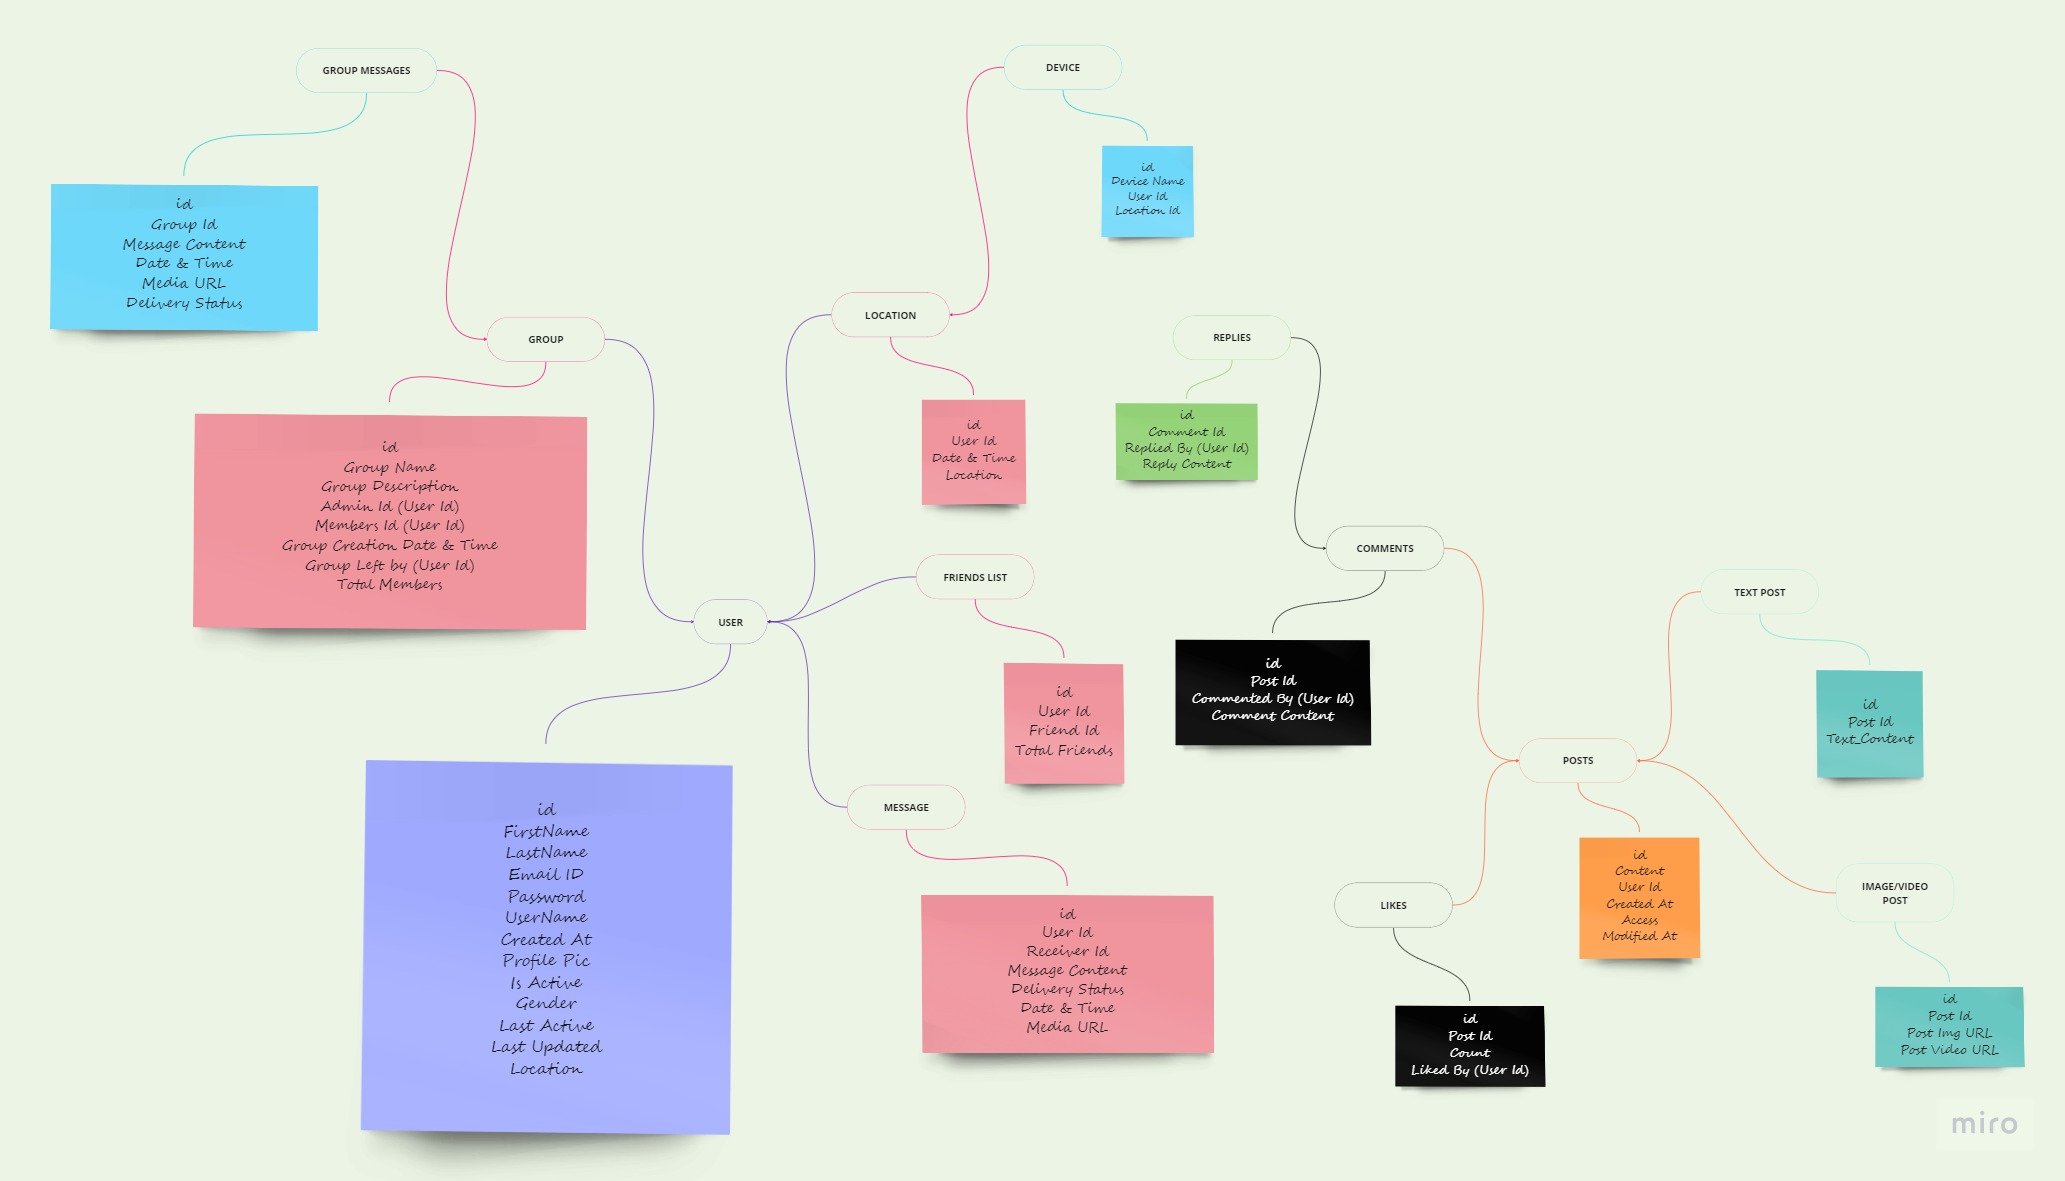 GROUP MESSAGES
id
Group Id
Message Content
Date & Time
Media URL
Delivery Status
GROUP
id
Group Name
Group Description
Admin Id (User Id)
Members Id (User Id)
Group Creation Date & Time
Group Left by (User Id)
Total Members
USER
id
FirstName
LastName
Email ID
Password
UserName
Created At
Profile Pic
Is Active
Gender
Last Active
Last Updated
Location
DEVICE
id
Device Name
User Id
Location Id
LOCATION
id
User Id
Date & Time
Location
FRIENDS LIST
id
User Id
Friend Id
Total Friends
MESSAGE
id
User Id
Receiver Id
Message Content
Delivery Status
Date & Time
Media URL
REPLIES
id
Comment Id
Replied By (User Id)
Reply Content
COMMENTS
id
Post Id
Commented By (User Id)
Comment Content
LIKES
id
Post Id
Count
Liked By (User Id)
POSTS
id
Content
User Id
Created At
Access
Modified At
TEXT POST
id
Post Id
Text_Content
IMAGE/VIDEO
POST
id
Post Id
Post Img URL
Post Video URL
miro